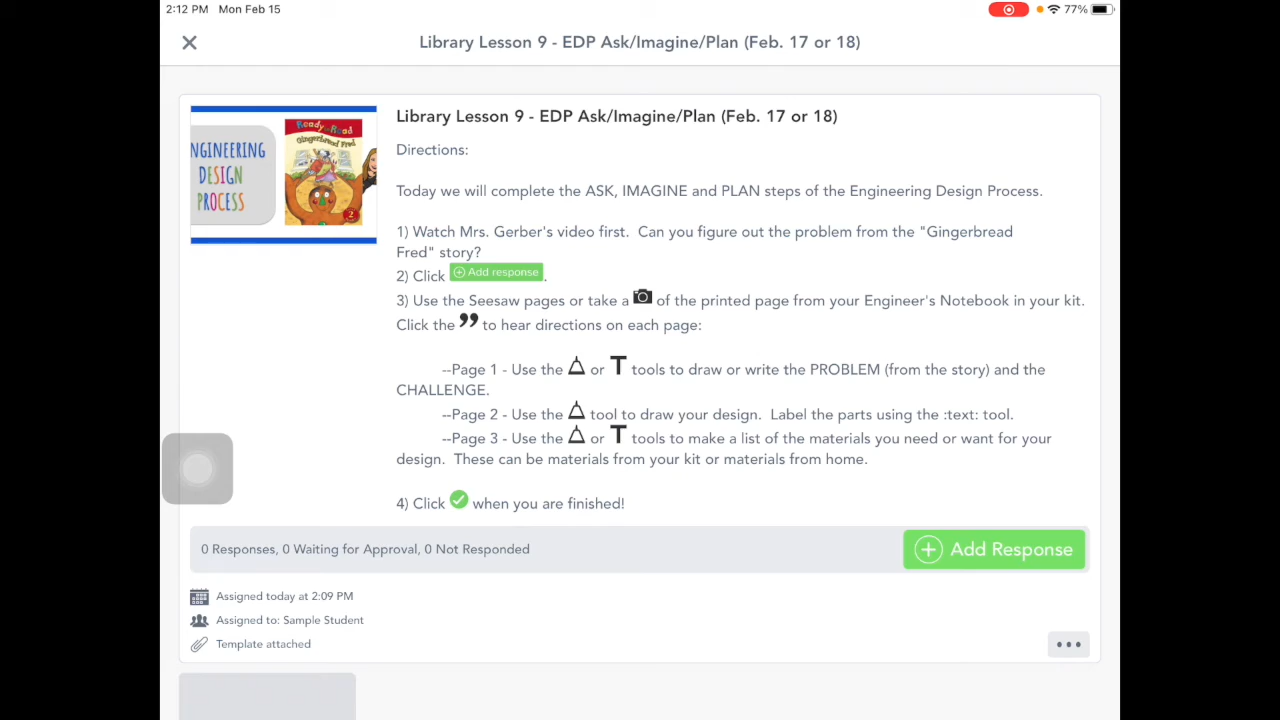 2:12 PM Mon Feb 15
77%
Library Lesson 9 - EDP Ask/Imagine/Plan (Feb. 17 or 18)
NGINEERING
DESIGN
PROCESS
Ready to Read
Gingerbread Fred
2
Library Lesson 9 - EDP Ask/Imagine/Plan (Feb. 17 or 18)
Directions:
Today we will complete the ASK, IMAGINE and PLAN steps of the Engineering Design Process.
1) Watch Mrs. Gerber's video first. Can you figure out the problem from the "Gingerbread
Fred" story?
2) Click Add response.
3) Use the Seesaw pages or take a of the printed page from your Engineer's Notebook in your kit.
Click the ” to hear directions on each page:
--Page 1 - Use the or T tools to draw or write the PROBLEM (from the story) and the
CHALLENGE.
--Page 2 - Use the tool to draw your design. Label the parts using the :text: tool.
--Page 3 - Use the or T tools to make a list of the materials you need or want for your
design. These can be materials from your kit or materials from home.
4) Click when you are finished!
0 Responses, 0 Waiting for Approval, 0 Not Responded
Add Response
Assigned today at 2:09 PM
Assigned to: Sample Student
Template attached